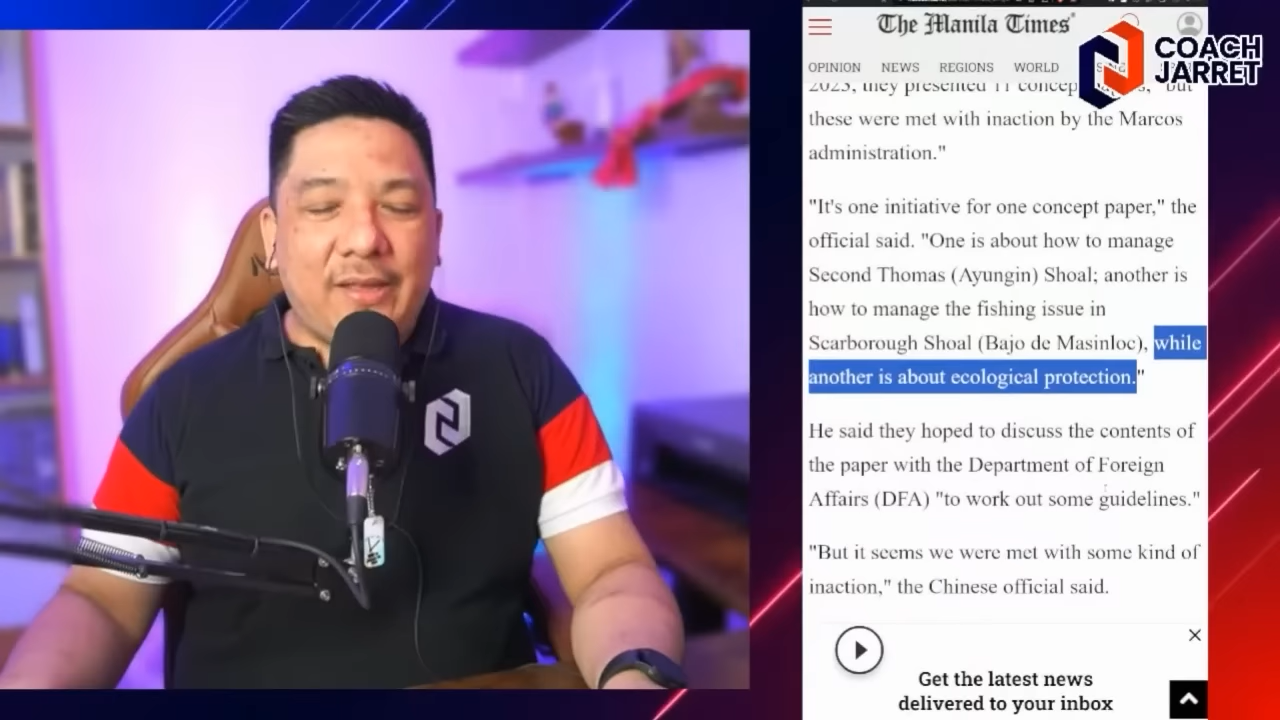 The Manila Times
COACH
JARRET
OPINION NEWS REGIONS WORLD
2023, they presented 11 concept
these were met with inaction by the Marcos
administration."
"It's one initiative for one concept paper," the
official said. "One is about how to manage
Second Thomas (Ayungin) Shoal; another is
how to manage the fishing issue in
Scarborough Shoal (Bajo de Masinloc), while
another is about ecological protection."
He said they hoped to discuss the contents of
the paper with the Department of Foreign
Affairs (DFA) "to work out some guidelines."
"But it seems we were met with some kind of
inaction," the Chinese official said.
Get the latest news
delivered to your inbox